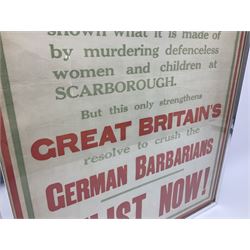 shown what it is made of
by murdering defenceless
women and children at
SCARBOROUGH.
But this only strengthens
GREAT BRITAIN'S
resolve to crush the
GERMAN BARBARIANS
NOW!